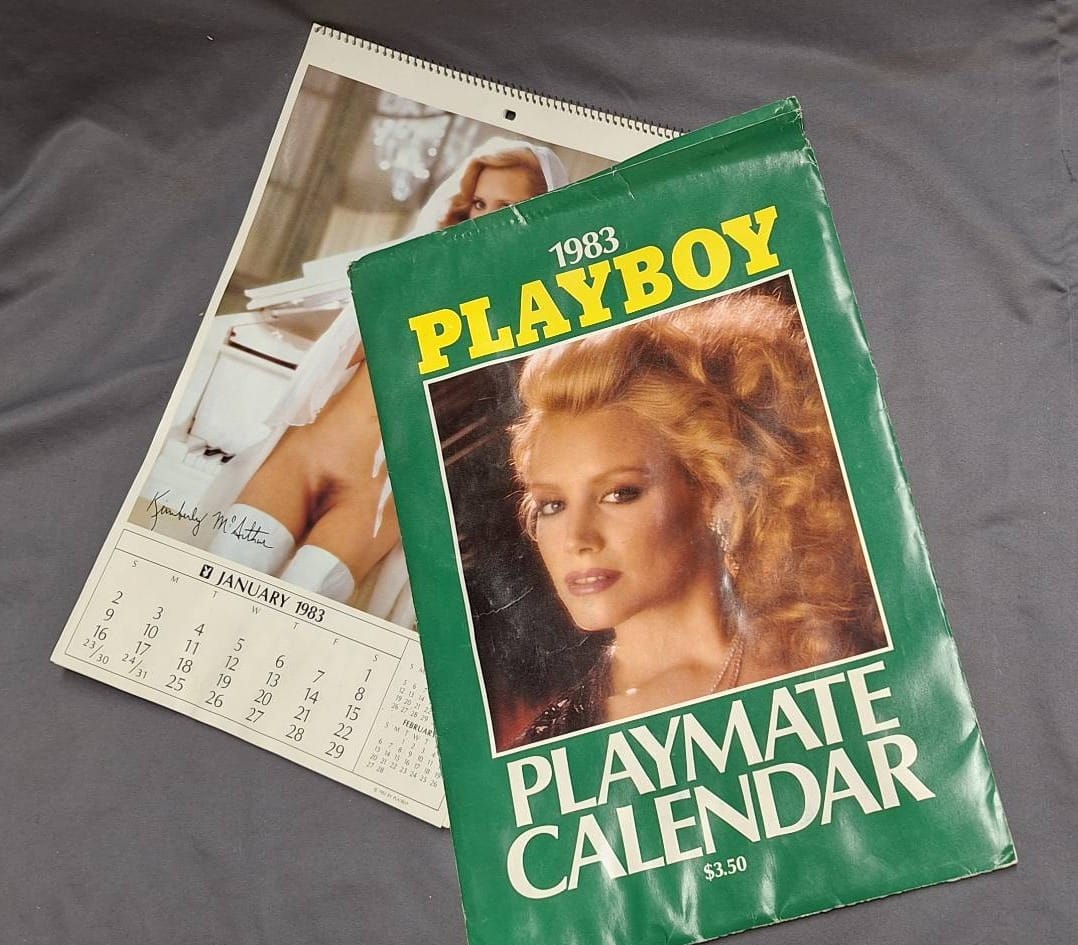 1983
PLAYBOY
PLAYMATE
CALENDAR
$3.50
Kimberly McArthur
JANUARY 1983
S M T W T F S
1
2 3 4 5 6 7 8
9 10 11 12 13 14 15
16 17 18 19 20 21 22
23/30 24/31 25 26 27 28 29
FEBRUARY